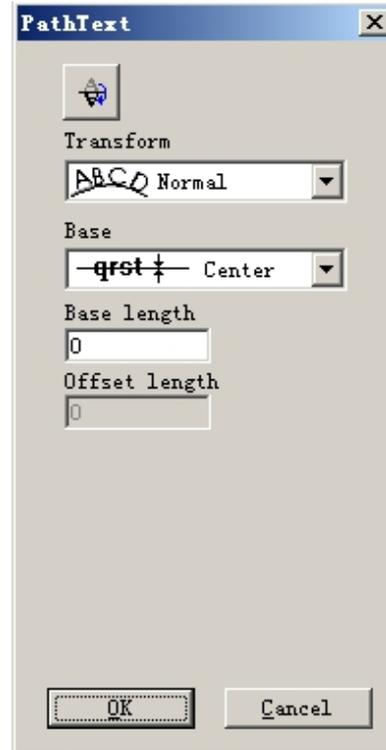 PathText
Transform
ABCD Normal
Base
qrst Center
Base length
0
Offset length
0
OK
Cancel